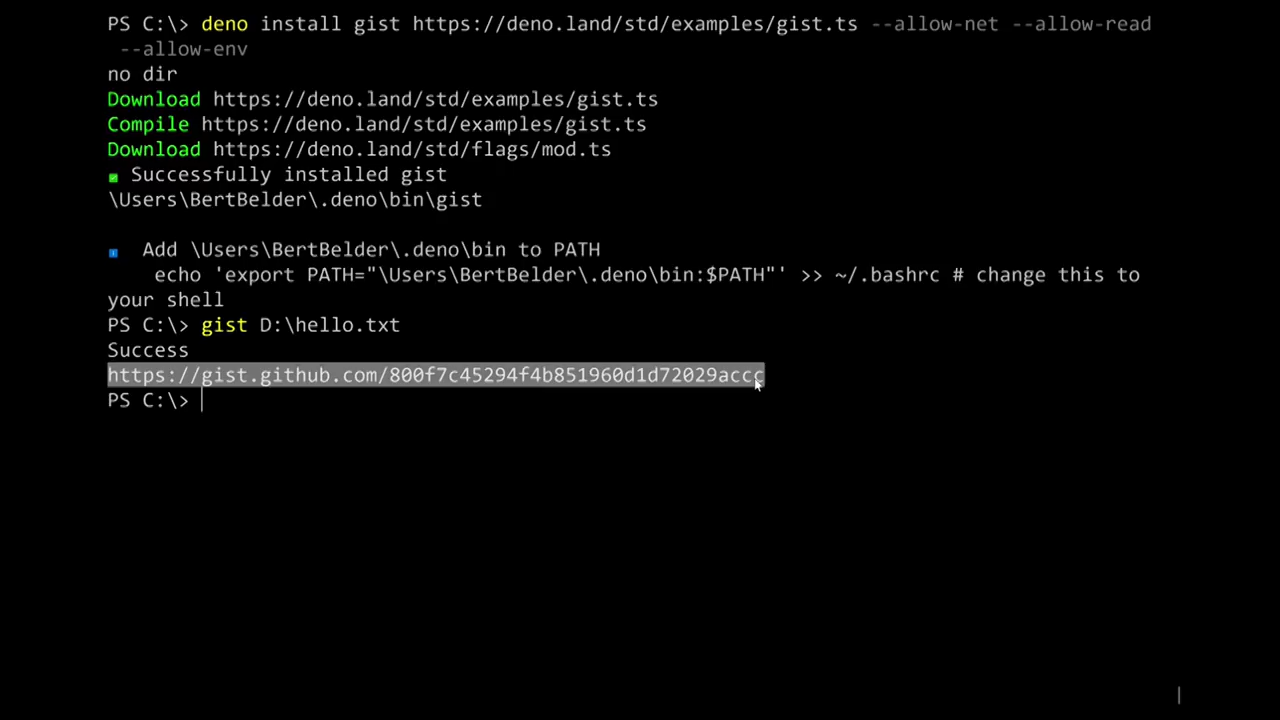 PS C:\> deno install gist https://deno.land/std/examples/gist.ts --allow-net --allow-read
--allow-env
no dir
Download https://deno.land/std/examples/gist.ts
Compile https://deno.land/std/examples/gist.ts
Download https://deno.land/std/flags/mod.ts
✅ Successfully installed gist
\Users\BertBelder\.deno\bin\gist
ℹ️ Add \Users\BertBelder\.deno\bin to PATH
echo 'export PATH="\Users\BertBelder\.deno\bin:$PATH"' >> ~/.bashrc # change this to
your shell
PS C:\> gist D:\hello.txt
Success
https://gist.github.com/800f7c45294f4b851960d1d72029accc
PS C:\>